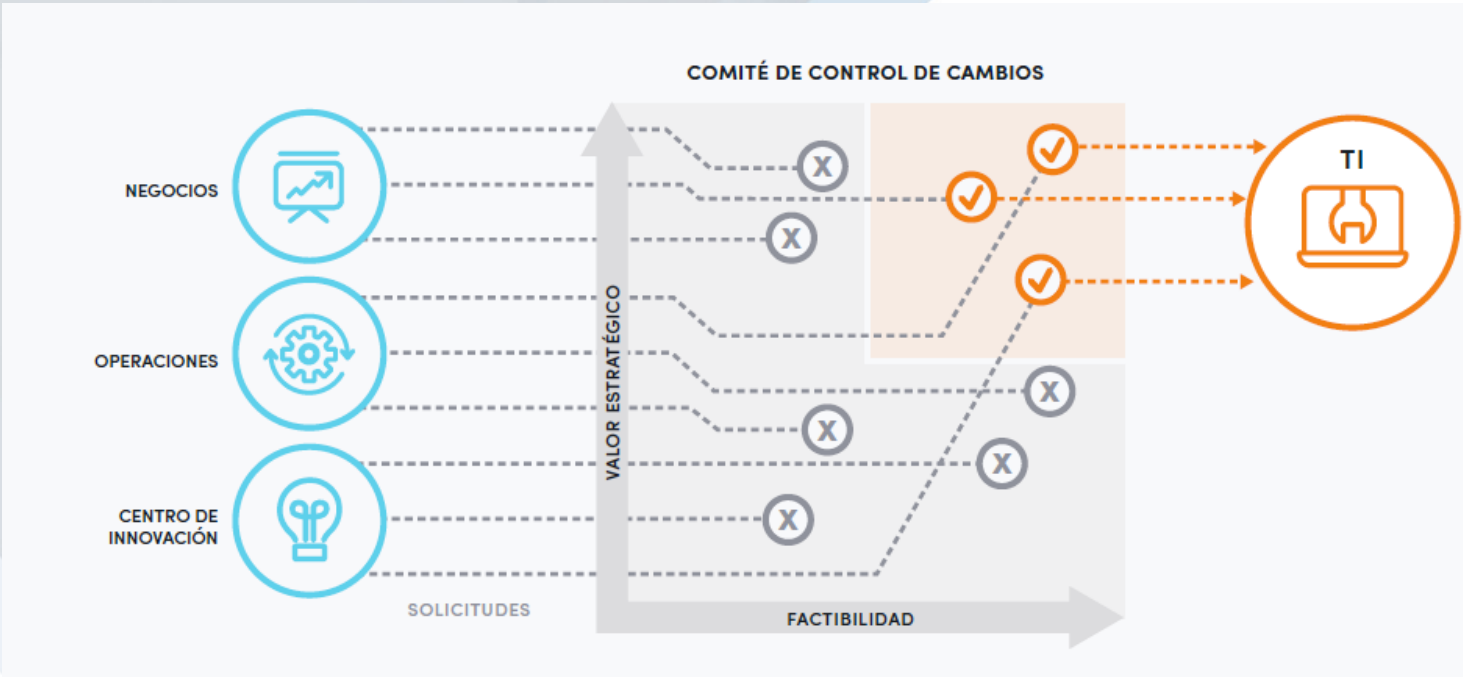 COMITÉ DE CONTROL DE CAMBIOS
NEGOCIOS
OPERACIONES
CENTRO DE
INNOVACIÓN
SOLICITUDES
VALOR ESTRATÉGICO
FACTIBILIDAD
X
X
X
X
X
X
TI